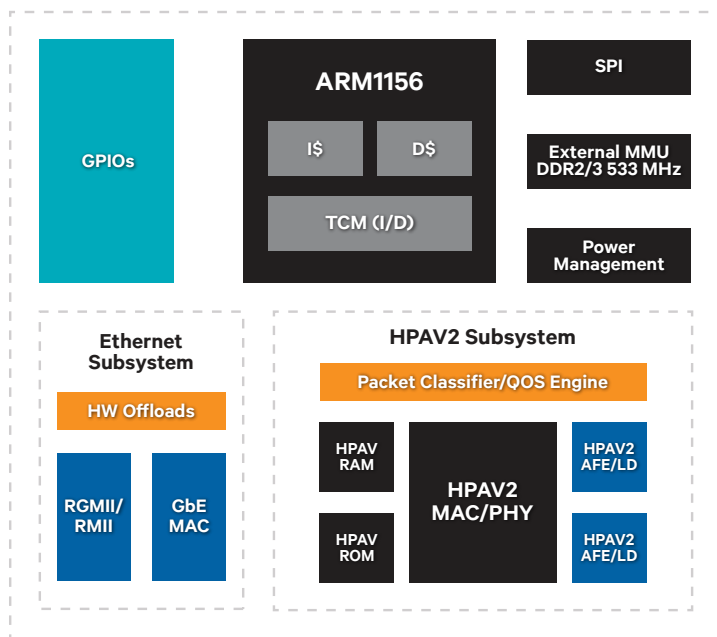 GPIOs
ARM1156
I$
D$
TCM (I/D)
SPI
External MMU
DDR2/3 533 MHz
Power
Management
Ethernet
Subsystem
HW Offloads
RGMII/
RMII
GbE
MAC
HPAV2 Subsystem
Packet Classifier/QOS Engine
HPAV
RAM
HPAV
ROM
HPAV2
MAC/PHY
HPAV2
AFE/LD
HPAV2
AFE/LD